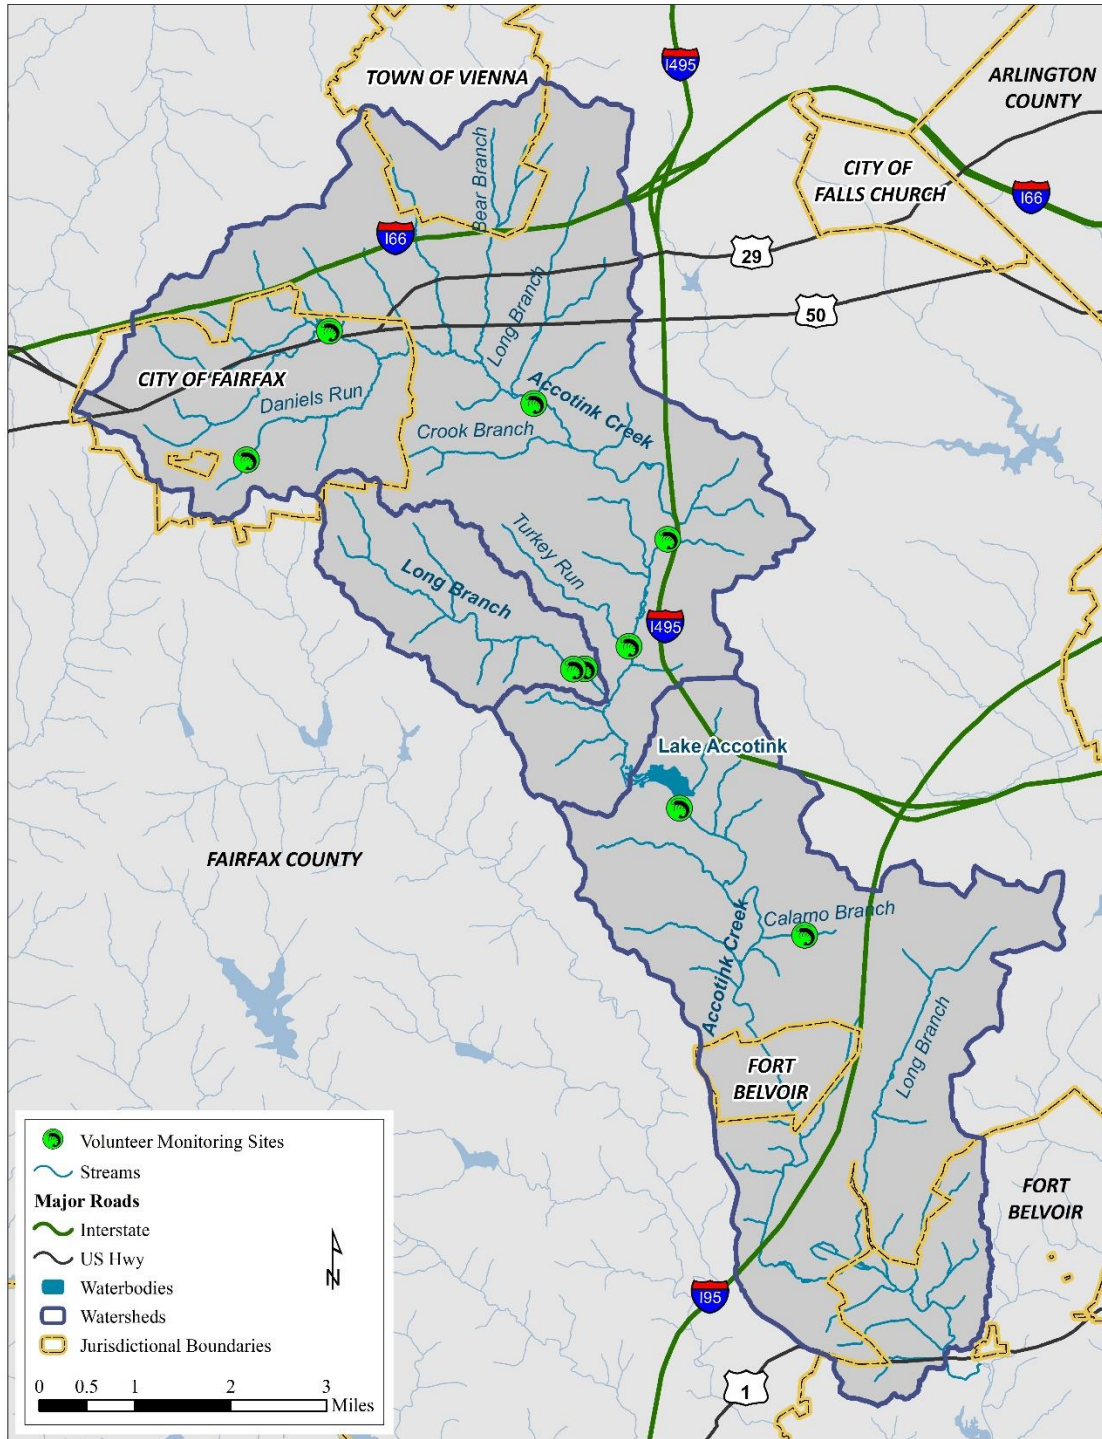 I495
TOWN OF VIENNA
ARLINGTON
COUNTY
Bear Branch
CITY OF
FALLS CHURCH
I66
I66
29
50
Long Branch
CITY OF FAIRFAX
Daniels Run
Accotink Creek
Crook Branch
Turkey Run
Long Branch
I495
Lake Accotink
FAIRFAX COUNTY
Calamo Branch
Accotink Creek
Long Branch
FORT
BELVOIR
FORT
BELVOIR
I95
1
Volunteer Monitoring Sites
Streams
Major Roads
Interstate
US Hwy
Waterbodies
Watersheds
Jurisdictional Boundaries
N
0 0.5 1 2 3
Miles